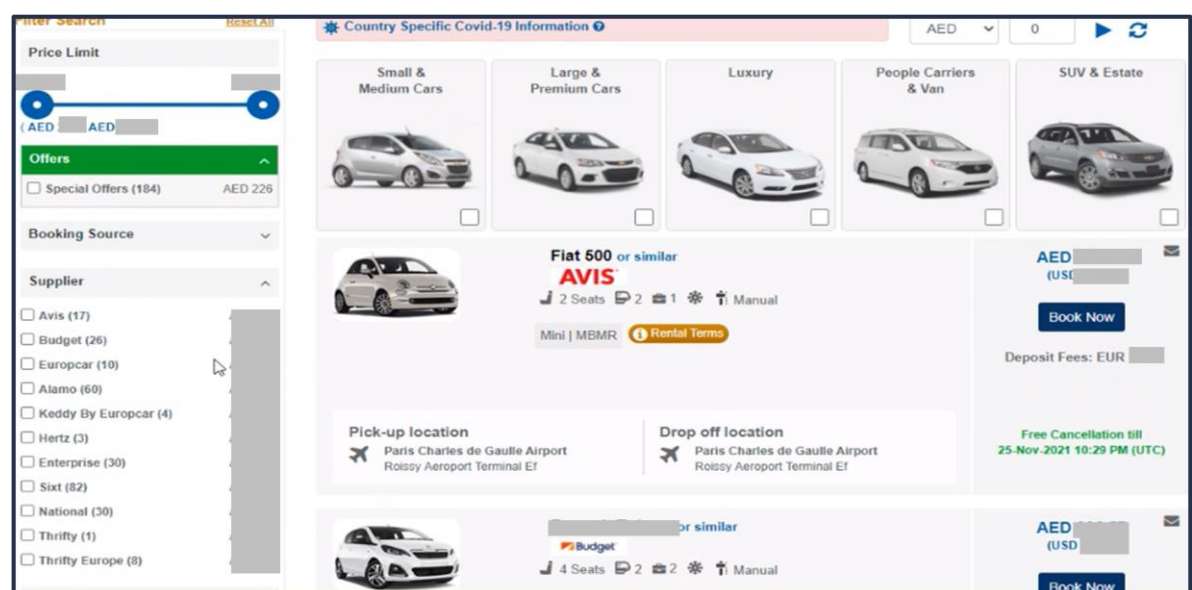 Filter Search Reset All
Price Limit
( AED AED
Offers
Special Offers (184) AED 226
Booking Source
Supplier
Avis (17)
Budget (26)
Europcar (10)
Alamo (60)
Keddy By Europcar (4)
Hertz (3)
Enterprise (30)
Sixt (82)
National (30)
Thrifty (1)
Thrifty Europe (8)
Country Specific Covid-19 Information
AED 0
Small &
Medium Cars
Large &
Premium Cars
Luxury
People Carriers
& Van
SUV & Estate
Fiat 500 or similar
AVIS
2 Seats 2 1 Manual
Mini | MBMR Rental Terms
AED
(USD
Book Now
Deposit Fees: EUR
Pick-up location
Paris Charles de Gaulle Airport
Roissy Aeroport Terminal Ef
Drop off location
Paris Charles de Gaulle Airport
Roissy Aeroport Terminal Ef
Free Cancellation till
25-Nov-2021 10:29 PM (UTC)
or similar
Budget
4 Seats 2 2 Manual
AED
(USD
Book Now